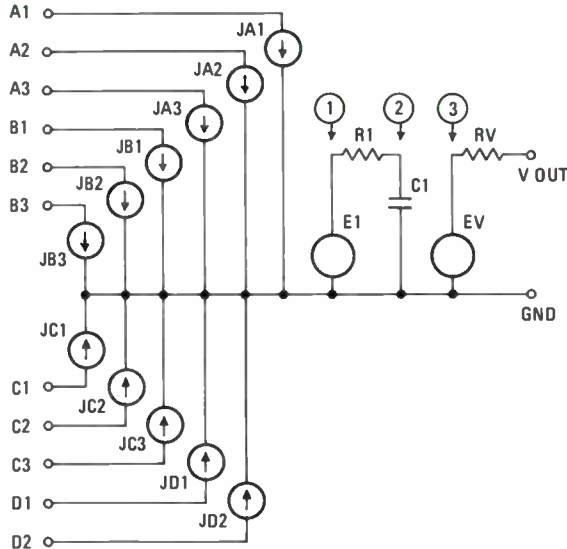 A1
JA1
A2
JA2
A3
JA3
B1
JB1
B2
JB2
B3
JB3
1
2
3
R1
RV
V OUT
C1
E1
EV
GND
JC1
C1
JC2
C2
JC3
C3
JD1
D1
JD2
D2